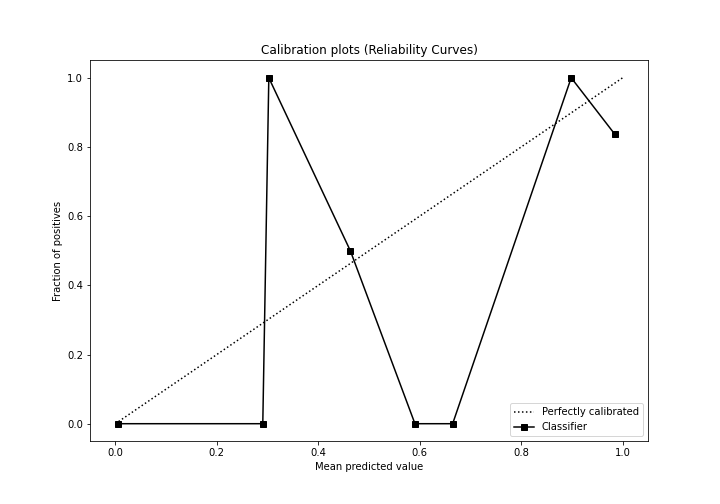 Calibration plots (Reliability Curves)
Fraction of positives
1.0
0.8
0.6
0.4
0.2
0.0
0.0 0.2 0.4 0.6 0.8 1.0
Mean predicted value
Perfectly calibrated
Classifier